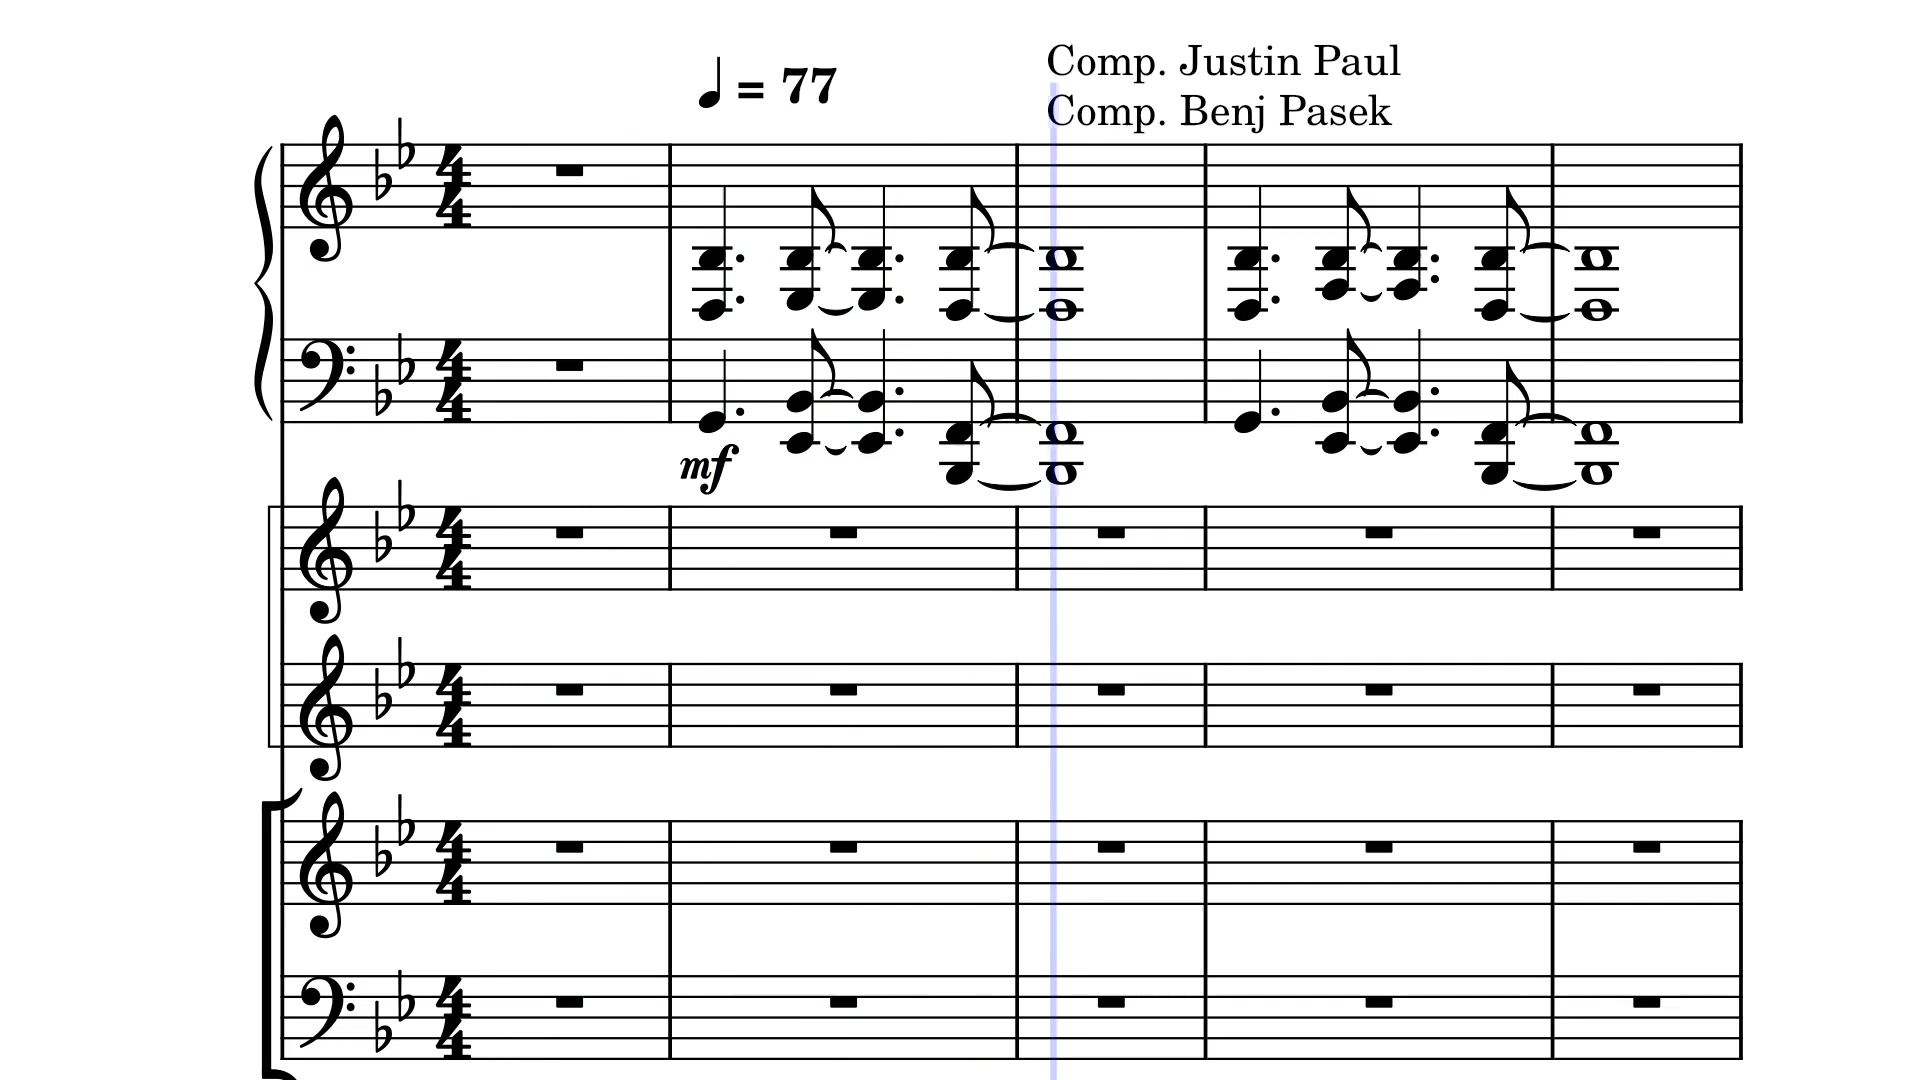 ♩ = 77
Comp. Justin Paul
Comp. Benj Pasek
mf